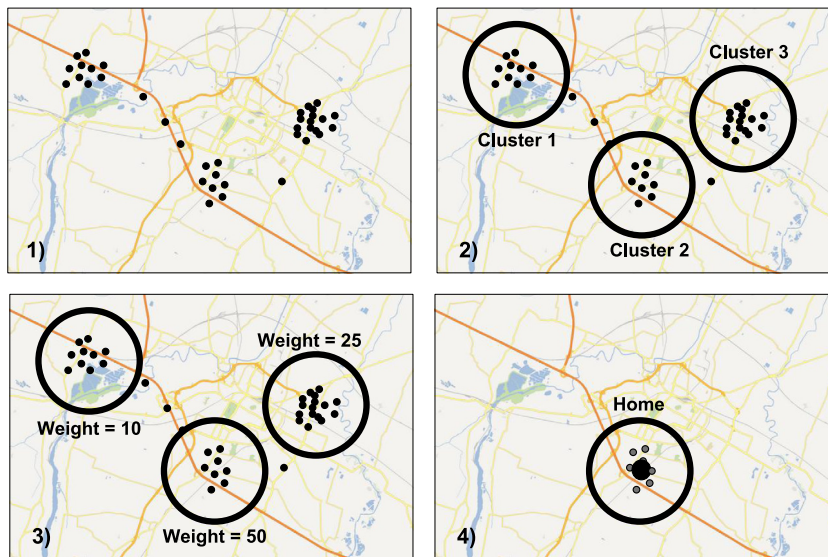 1)
Cluster 3
Cluster 1
Cluster 2
2)
Weight = 25
Weight = 10
Weight = 50
3)
Home
4)